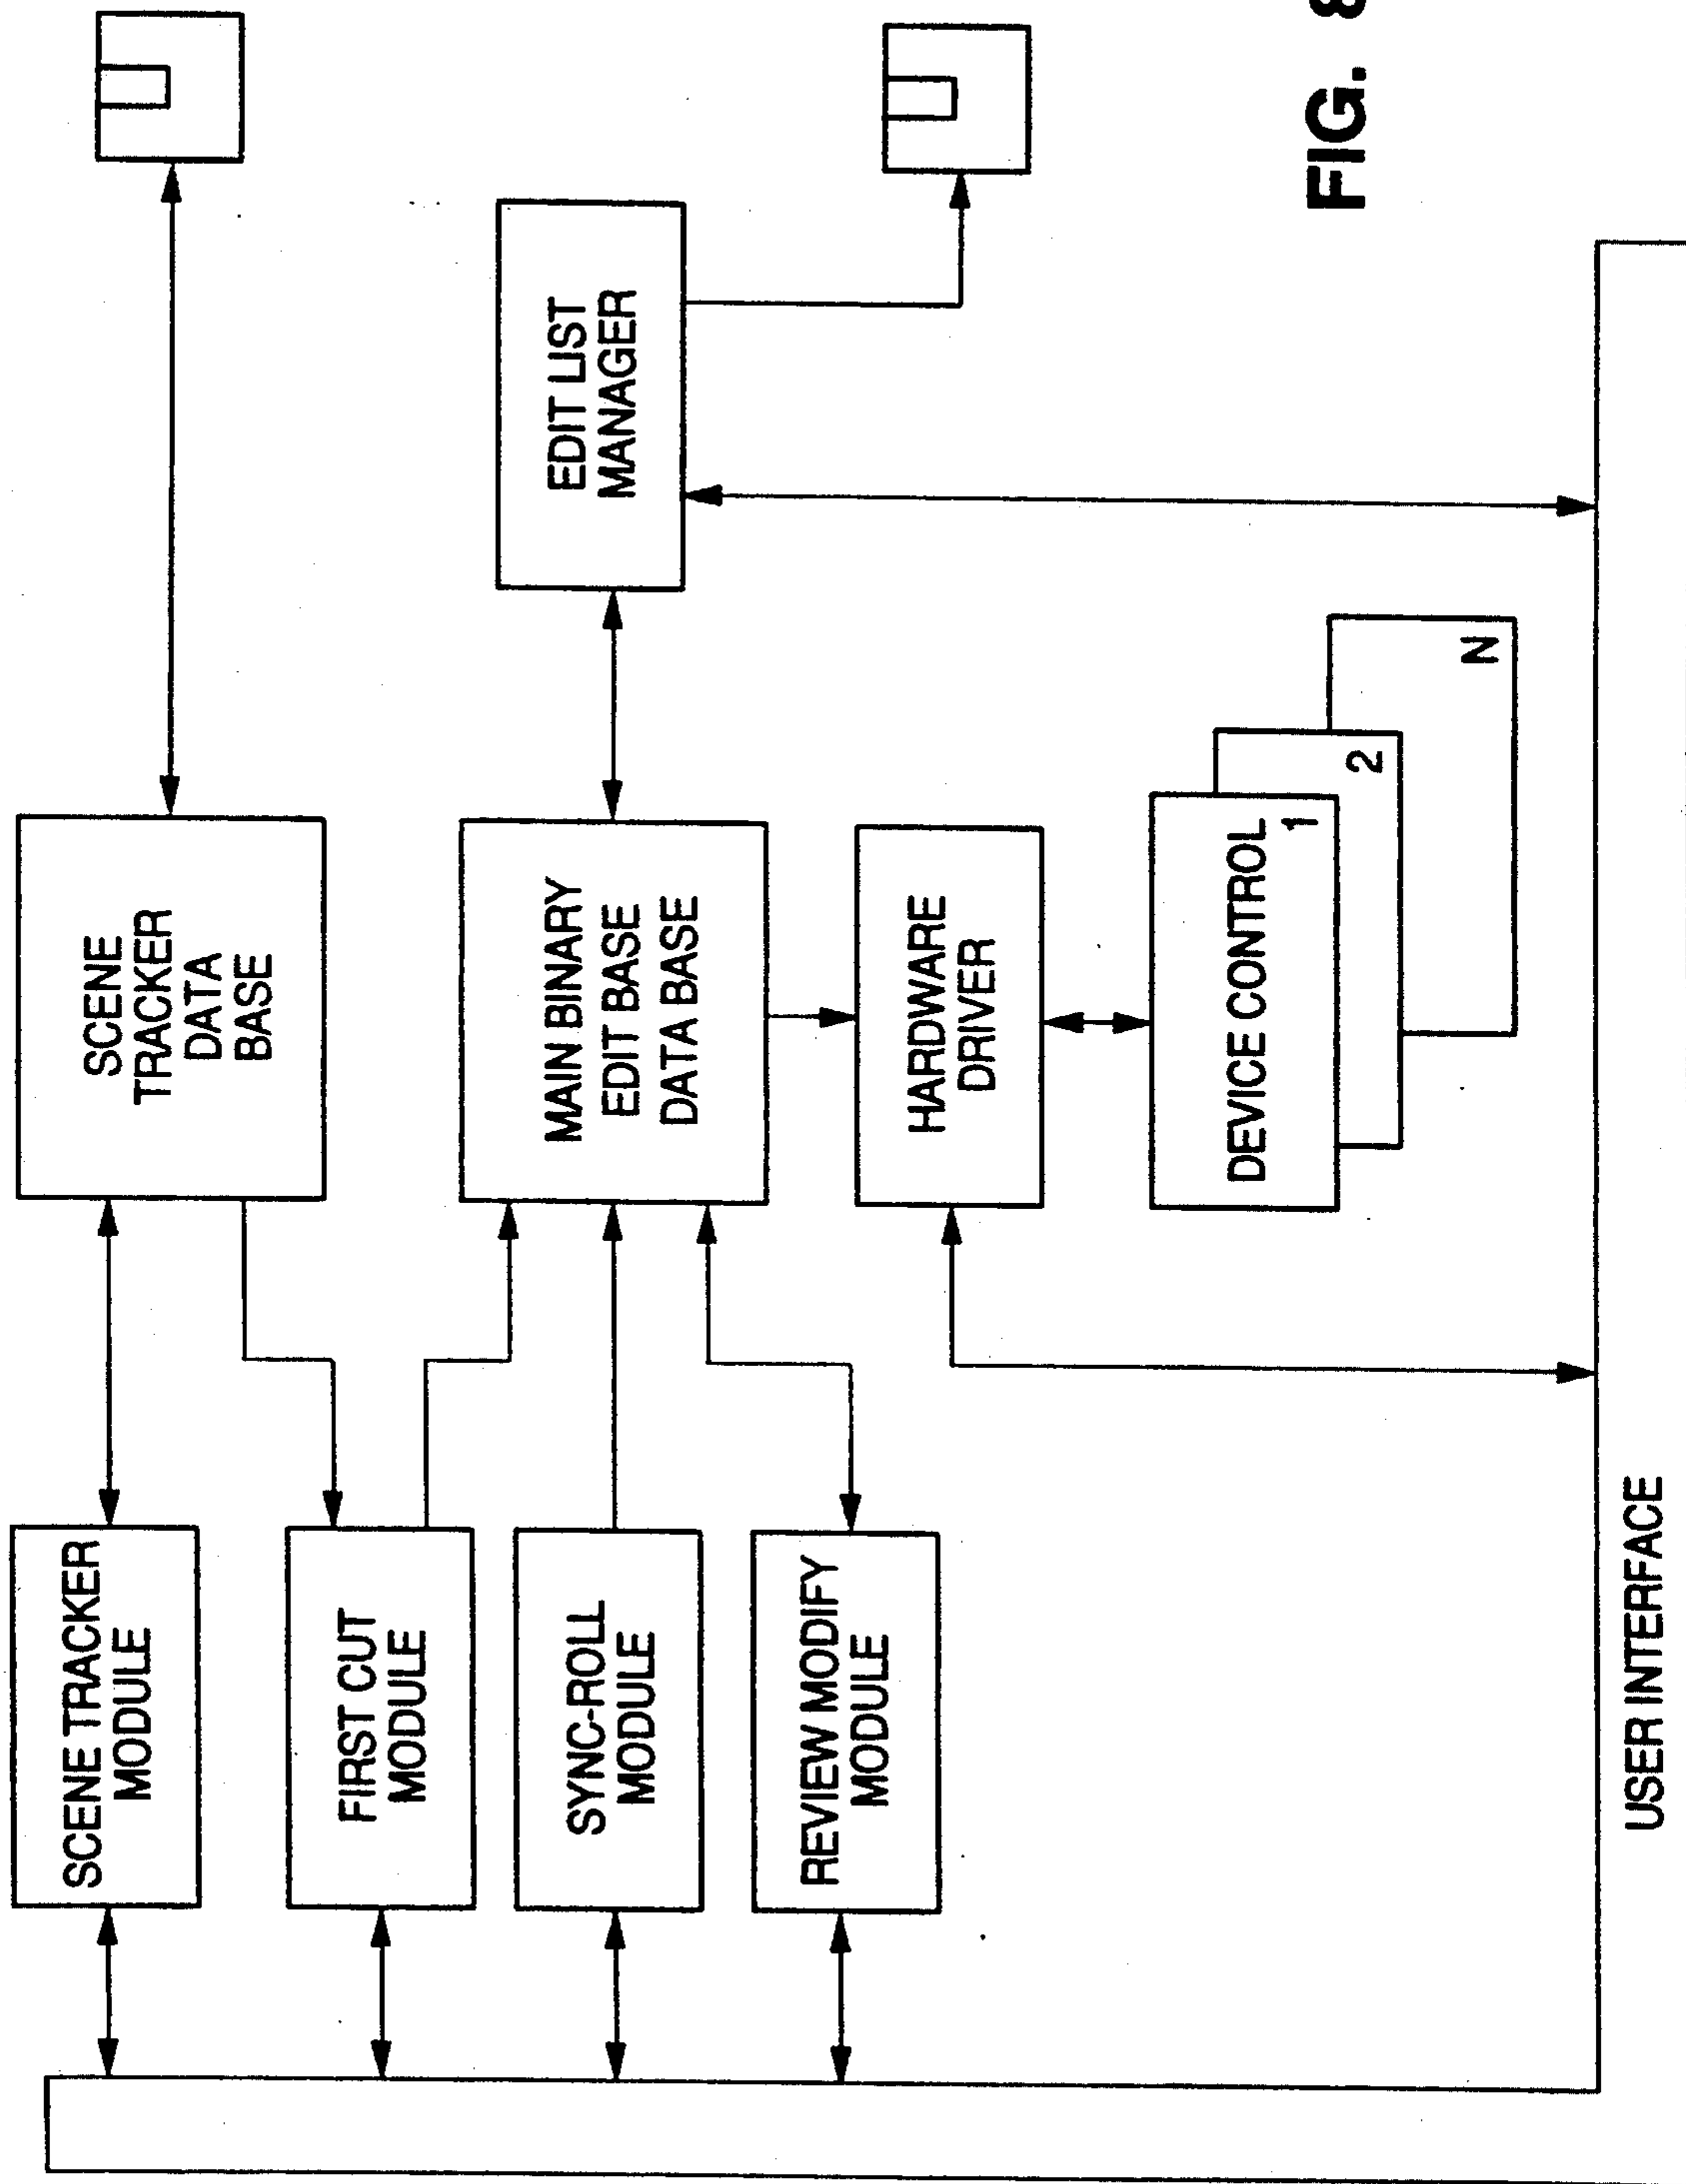 SCENE TRACKER
MODULE
SCENE
TRACKER
DATA
BASE
FIRST CUT
MODULE
SYNC-ROLL
MODULE
REVIEW MODIFY
MODULE
MAIN BINARY
EDIT BASE
DATA BASE
EDIT LIST
MANAGER
HARDWARE
DRIVER
DEVICE CONTROL
1
2
N
USER INTERFACE
FIG. 8